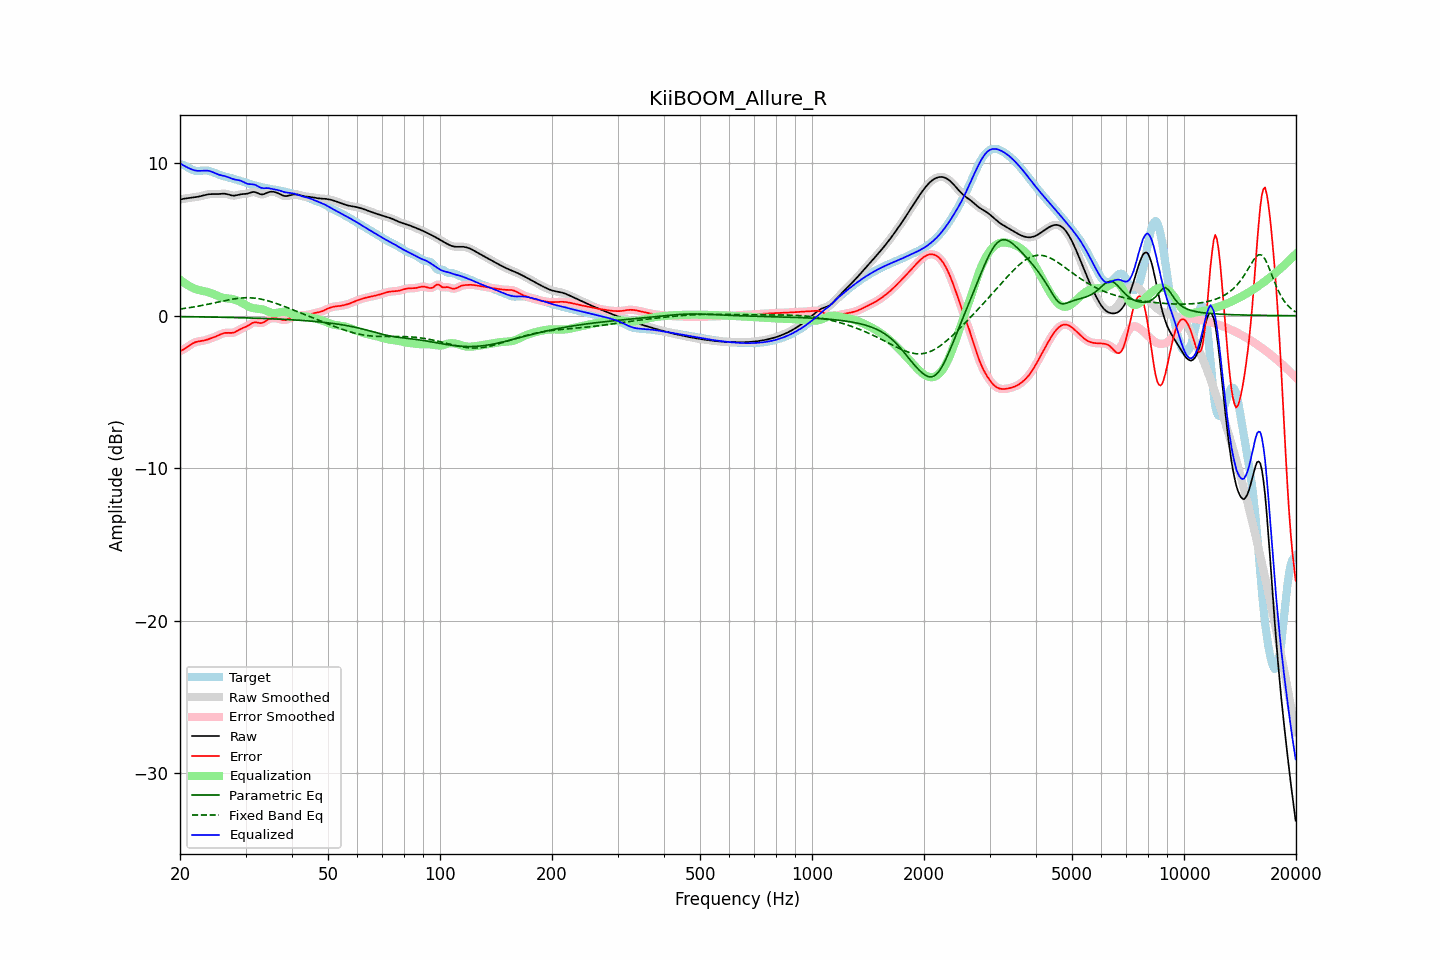 KiiBOOM_Allure_R
Amplitude (dBr)
10
0
−10
−20
−30
Target
Raw Smoothed
Error Smoothed
Raw
Error
Equalization
Parametric Eq
Fixed Band Eq
Equalized
20 50 100 200 500 1000 2000 5000 10000 20000
Frequency (Hz)